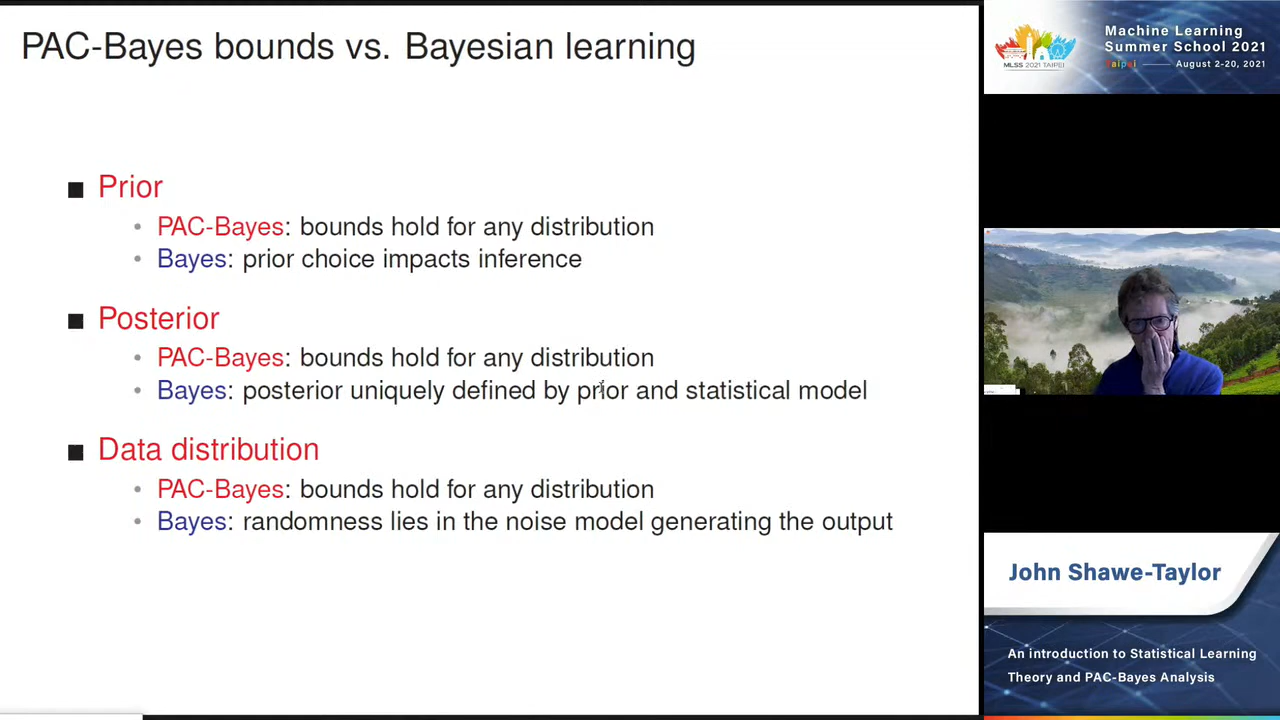 PAC-Bayes bounds vs. Bayesian learning
Prior
PAC-Bayes: bounds hold for any distribution
Bayes: prior choice impacts inference
Posterior
PAC-Bayes: bounds hold for any distribution
Bayes: posterior uniquely defined by prior and statistical model
Data distribution
PAC-Bayes: bounds hold for any distribution
Bayes: randomness lies in the noise model generating the output
MLSS 2021 TAIPEI
Machine Learning
Summer School 2021
Taipei August 2-20, 2021
John Shawe-Taylor
An introduction to Statistical Learning
Theory and PAC-Bayes Analysis